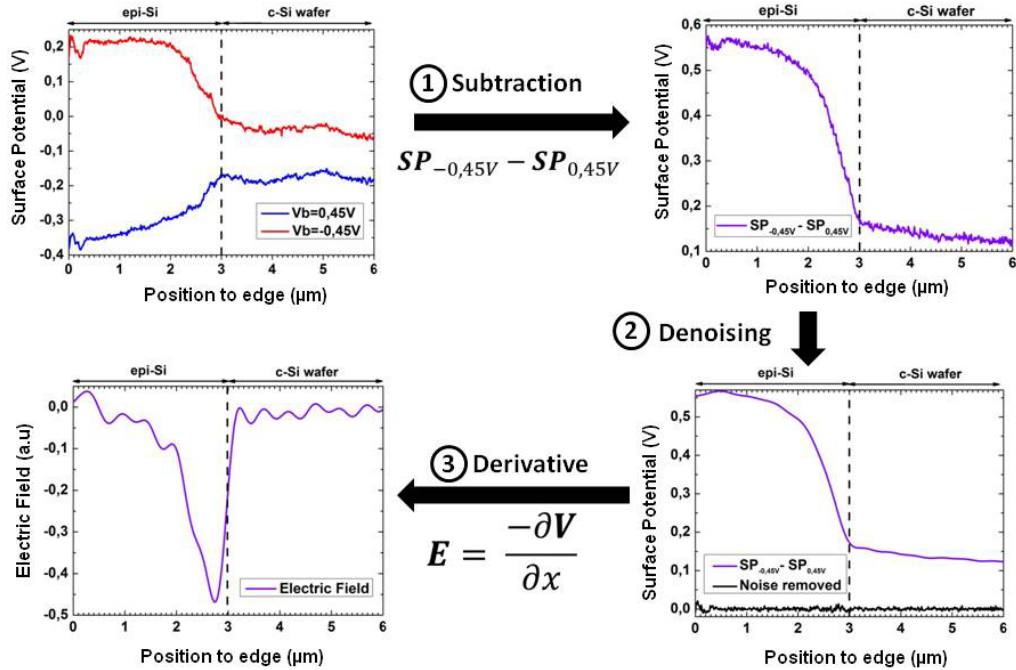 epi-Si c-Si wafer
Surface Potential (V)
0,2
0,1
0,0
-0,1
-0,2
-0,3
-0,4
Vb=0,45V
Vb=-0,45V
0 1 2 3 4 5 6
Position to edge (µm)
1 Subtraction
SP-0,45V − SP0,45V
epi-Si c-Si wafer
Surface Potential (V)
0,6
0,5
0,4
0,3
0,2
0,1
SP-0,45V - SP0,45V
0 1 2 3 4 5 6
Position to edge (µm)
2 Denoising
epi-Si c-Si wafer
Surface Potential (V)
0,5
0,4
0,3
0,2
0,1
0,0
SP-0,45V - SP0,45V
Noise removed
0 1 2 3 4 5 6
Position to edge (µm)
3 Derivative
E = −∂V
∂x
epi-Si c-Si wafer
Electric Field (a.u)
0,0
-0,1
-0,2
-0,3
-0,4
-0,5
Electric Field
0 1 2 3 4 5 6
Position to edge (µm)